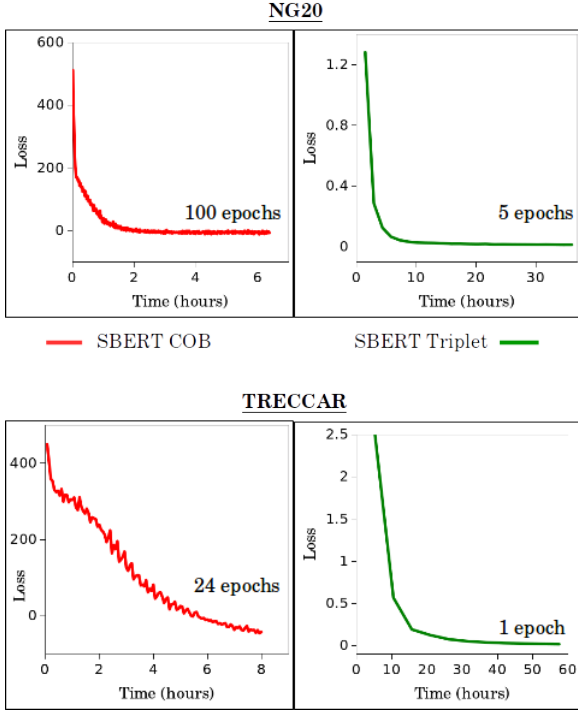 NG20
600
400
200
0
Loss
100 epochs
0 2 4 6
Time (hours)
1.2
0.8
0.4
0
Loss
5 epochs
0 10 20 30
Time (hours)
SBERT COB
SBERT Triplet
TRECCAR
400
200
0
Loss
24 epochs
0 2 4 6 8
Time (hours)
2.5
2
1.5
1
0.5
0
Loss
1 epoch
0 10 20 30 40 50 60
Time (hours)